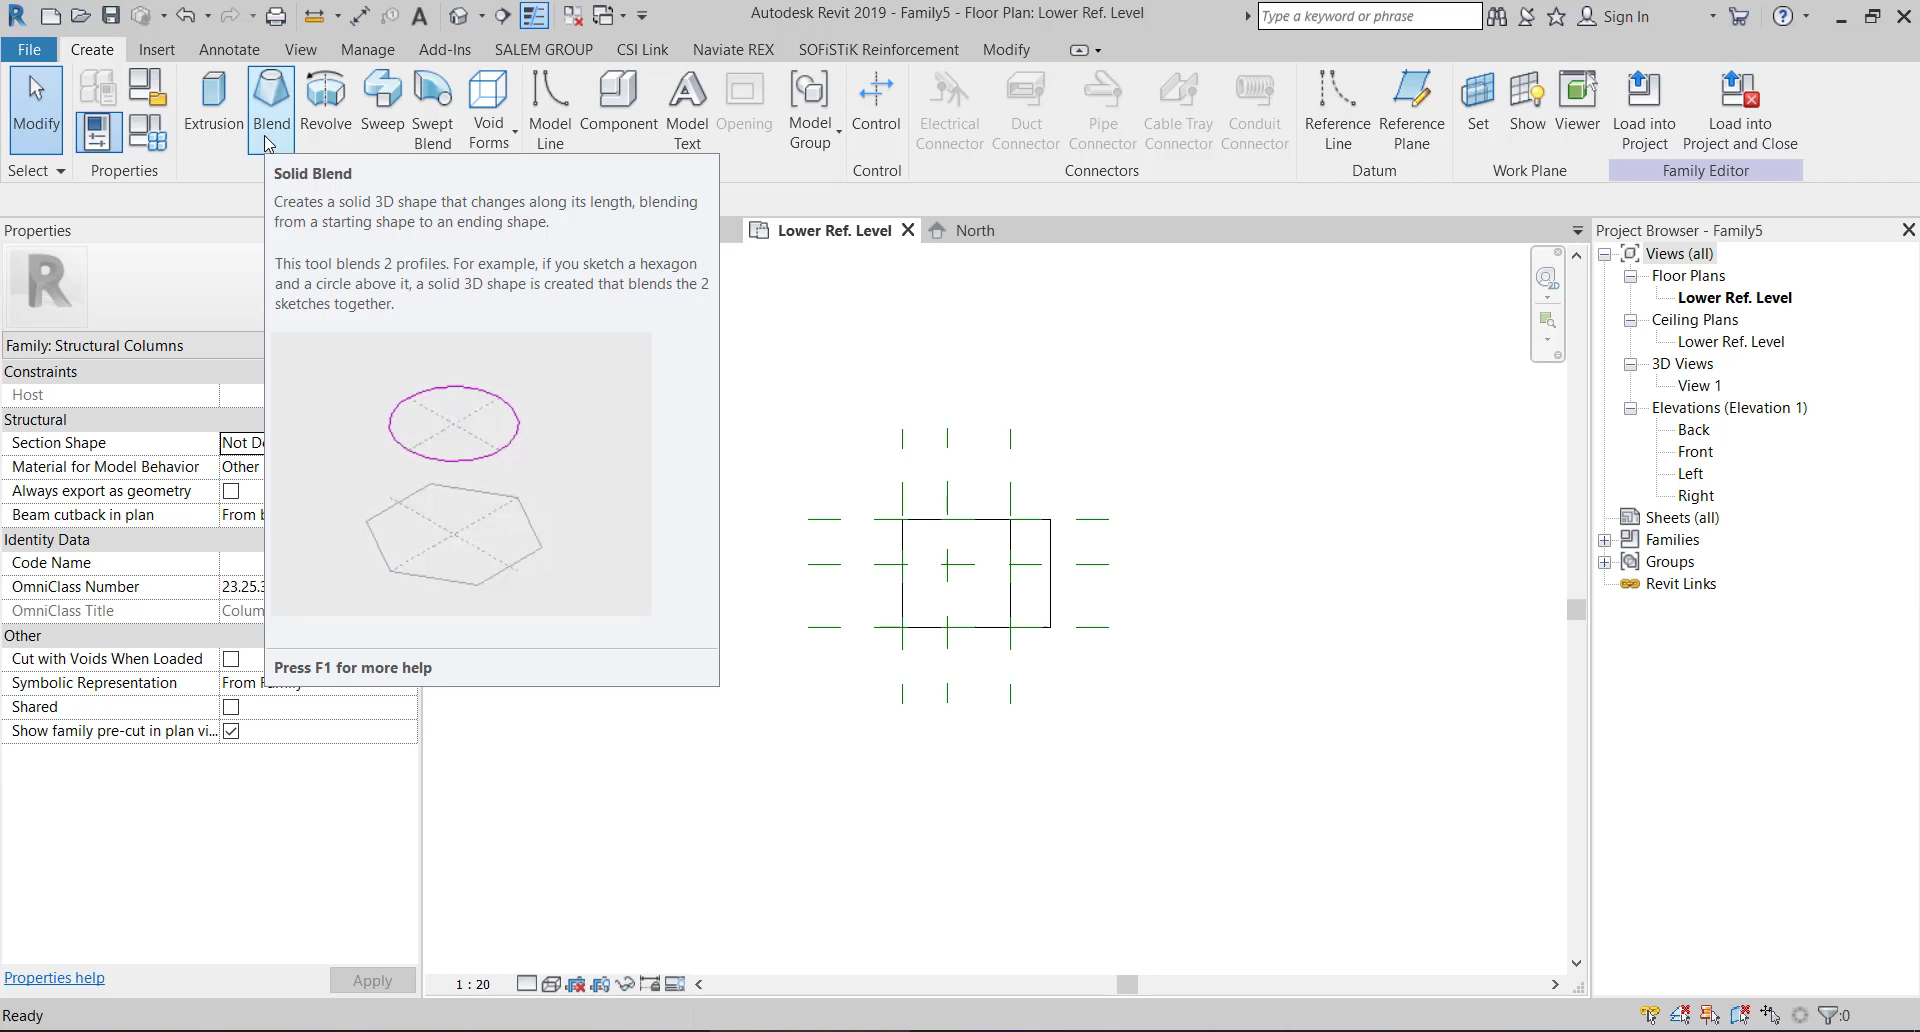 Autodesk Revit 2019 - Family5 - Floor Plan: Lower Ref. Level
Type a keyword or phrase
Sign In
File
Create
Insert
Annotate
View
Manage
Add-Ins
SALEM GROUP
CSI Link
Naviate REX
SOFiSTiK Reinforcement
Modify
Modify
Extrusion
Blend
Revolve
Sweep
Swept
Blend
Void
Forms
Model
Line
Component
Model
Text
Opening
Model
Group
Control
Electrical
Connector
Duct
Connector
Pipe
Connector
Cable Tray
Connector
Conduit
Connector
Reference
Line
Reference
Plane
Set
Show
Viewer
Load into
Project
Load into
Project and Close
Select
Properties
Control
Connectors
Datum
Work Plane
Family Editor
Solid Blend
Creates a solid 3D shape that changes along its length, blending
from a starting shape to an ending shape.
This tool blends 2 profiles. For example, if you sketch a hexagon
and a circle above it, a solid 3D shape is created that blends the 2
sketches together.
Press F1 for more help
Properties
R
Family: Structural Columns
Constraints
Host
Structural
Section Shape
Not De
Material for Model Behavior
Other
Always export as geometry
Beam cutback in plan
From b
Identity Data
Code Name
OmniClass Number
23.25.3
OmniClass Title
Colum
Other
Cut with Voids When Loaded
Symbolic Representation
From Family
Shared
Show family pre-cut in plan vi...
Properties help
Apply
Lower Ref. Level
North
2D
1 : 20
Project Browser - Family5
Views (all)
Floor Plans
Lower Ref. Level
Ceiling Plans
Lower Ref. Level
3D Views
View 1
Elevations (Elevation 1)
Back
Front
Left
Right
Sheets (all)
Families
Groups
Revit Links
Ready
:0